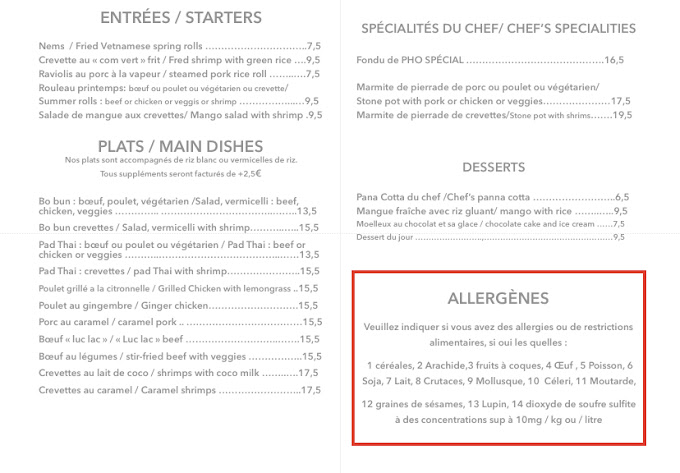 ENTRÉES / STARTERS
Nems / Fried Vetnamese spring rolls ………………………….7,5
Crevette au « com vert » frit / Fred shrimp with green rice ….9,5
Raviolis au porc à la vapeur / steamed pork rice roll ……..….7,5
Rouleau printemps: bœuf ou poulet ou végétarien ou crevette/
Summer rolls : beef or chicken or veggis or shrimp ……………..…9,5
Salade de mangue aux crevettes/ Mango salad with shrimp .9,5
PLATS / MAIN DISHES
Nos plats sont accompagnés de riz blanc ou vermicelles de riz.
Tous suppléments seront facturés de +2,5€
Bo bun : bœuf, poulet, végétarien /Salad, vermicelli : beef,
chicken, veggies …………. …………………………..……..13,5
Bo bun crevettes / Salad, vermicelli with shrimp……..……15,5
Pad Thai : bœuf ou poulet ou végétarien / Pad Thai : beef or
chicken or veggies ………..……………………………..…….13,5
Pad Thai : crevettes / pad Thai with shrimp………………….15,5
Poulet grillé a la citronnelle / Grilled Chicken with lemongrass ..15,5
Poulet au gingembre / Ginger chicken……………………….15,5
Porc au caramel / caramel pork .. ……………………………15,5
Bœuf « luc lac » / « Luc lac » beef ……………………..……..15,5
Bœuf au légumes / stir-fried beef with veggies …………….15,5
Crevettes au lait de coco / shrimps with coco milk ……..….17,5
Crevettes au caramel / Caramel shrimps …………………….17,5
SPÉCIALITÉS DU CHEF/ CHEF’S SPECIALITIES
Fondu de PHO SPÉCIAL ……………………………………16,5
Marmite de pierrade de porc ou poulet ou végétarien/
Stone pot with pork or chicken or veggies…………………17,5
Marmite de pierrade de crevettes/Stone pot with shrims…….19,5
DESSERTS
Pana Cotta du chef /Chef’s panna cotta …………………….6,5
Mangue fraîche avec riz gluant/ mango with rice ……..…..9,5
Moelleux au chocolat et sa glace / chocolate cake and ice cream ……7,5
Dessert du jour …………………..,……………………………………9,5
ALLERGÈNES
Veuillez indiquer si vous avez des allergies ou de restrictions
alimentaires, si oui les quelles :
1 céréales, 2 Arachide,3 fruits à coques, 4 Œuf , 5 Poisson, 6
Soja, 7 Lait, 8 Crutaces, 9 Mollusque, 10 Céleri, 11 Moutarde,
12 graines de sésames, 13 Lupin, 14 dioxyde de soufre sulfite
à des concentrations sup à 10mg / kg ou / litre